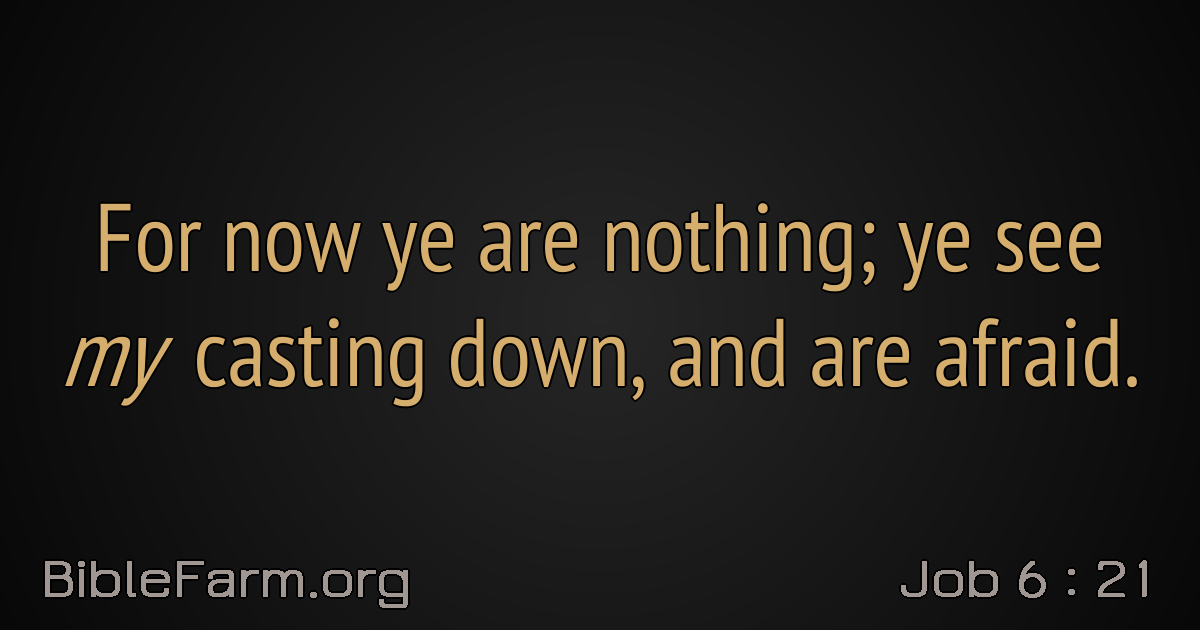 For now ye are nothing; ye see
my casting down, and are afraid.
BibleFarm.org
Job 6 : 21